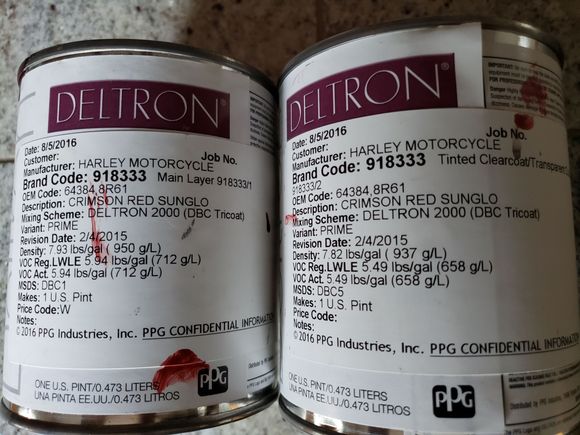 DELTRON®
Date: 8/5/2016
Customer:
Job No.
Manufacturer: HARLEY MOTORCYCLE
Brand Code: 918333 Main Layer 918333/1
OEM Code: 64384,8R61
Description: CRIMSON RED SUNGLO
Mixing Scheme: DELTRON 2000 (DBC Tricoat)
Variant: PRIME
Revision Date: 2/4/2015
Density: 7.93 lbs/gal ( 950 g/L)
VOC Reg.LWLE 5.94 lbs/gal (712 g/L)
VOC Act. 5.94 lbs/gal (712 g/L)
MSDS: DBC1
Makes: 1 U.S. Pint
Price Code:W
Notes:
© 2016 PPG Industries, Inc. PPG CONFIDENTIAL INFORMATION
ONE U.S. PINT/0.473 LITERS
UNA PINTA EE.UU./0.473 LITROS
PPG
DELTRON®
Date: 8/5/2016
Customer:
Job No.
Manufacturer: HARLEY MOTORCYCLE
Brand Code: 918333 Tinted Clearcoat/Transparent
918333/2
OEM Code: 64384,8R61
Description: CRIMSON RED SUNGLO
Mixing Scheme: DELTRON 2000 (DBC Tricoat)
Variant: PRIME
Revision Date: 2/4/2015
Density: 7.82 lbs/gal ( 937 g/L)
VOC Reg.LWLE 5.49 lbs/gal (658 g/L)
VOC Act. 5.49 lbs/gal (658 g/L)
MSDS: DBC5
Makes: 1 U.S. Pint
Price Code:
Notes:
© 2016 PPG Industries, Inc. PPG CONFIDENTIAL INFORM
ONE U.S. PINT/0.473 LITERS
UNA PINTA EE.UU./0.473 LITROS
PPG